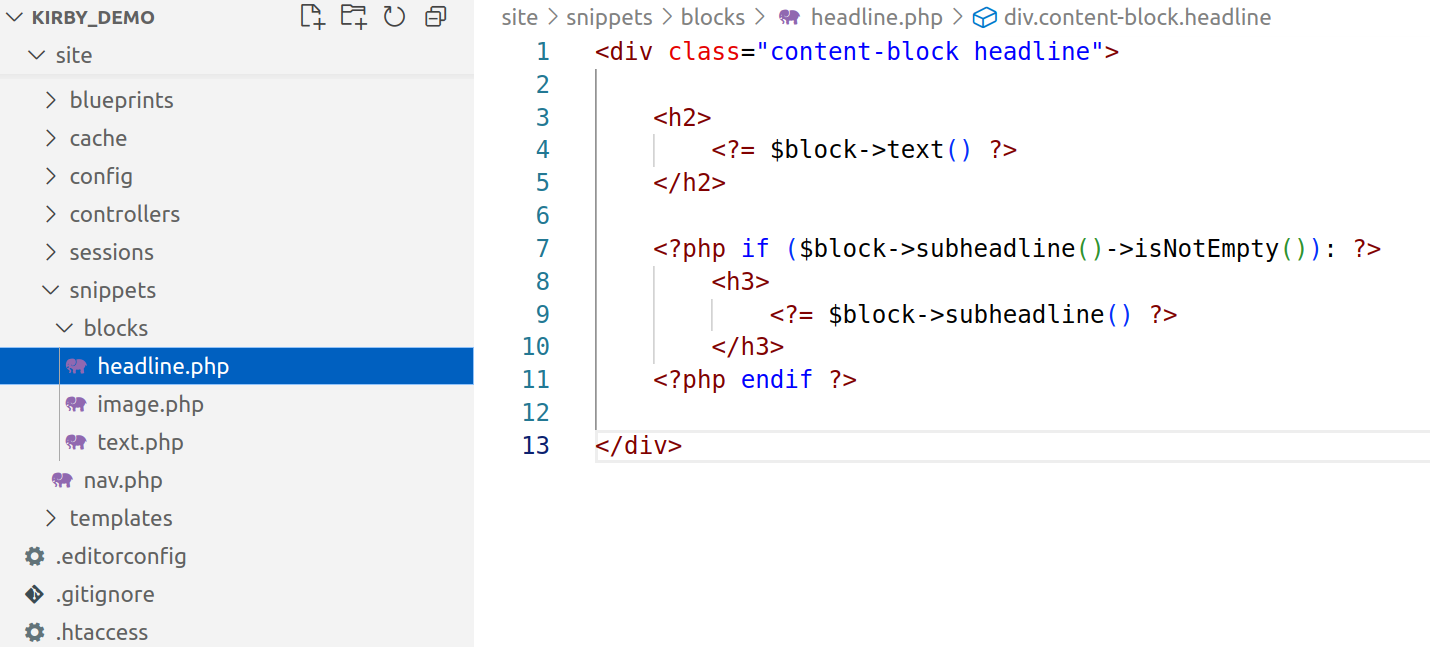 KIRBY_DEMO
site
blueprints
cache
config
controllers
sessions
snippets
blocks
headline.php
image.php
text.php
nav.php
templates
.editorconfig
.gitignore
.htaccess
site > snippets > blocks > headline.php > div.content-block.headline
1 <div class="content-block headline">
2
3 <h2>
4 <?= $block->text() ?>
5 </h2>
6
7 <?php if ($block->subheadline()->isNotEmpty()): ?>
8 <h3>
9 <?= $block->subheadline() ?>
10 </h3>
11 <?php endif ?>
12
13 </div>